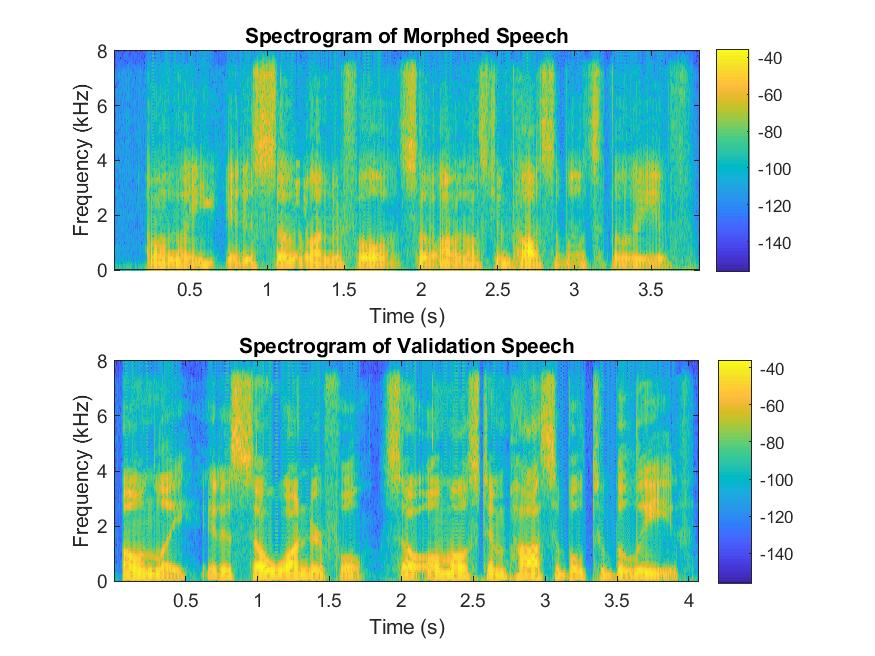 Spectrogram of Morphed Speech
8
6
4
2
0
Frequency (kHz)
0.5 1 1.5 2 2.5 3 3.5
Time (s)
-40
-60
-80
-100
-120
-140
Spectrogram of Validation Speech
8
6
4
2
0
Frequency (kHz)
0.5 1 1.5 2 2.5 3 3.5 4
Time (s)
-40
-60
-80
-100
-120
-140